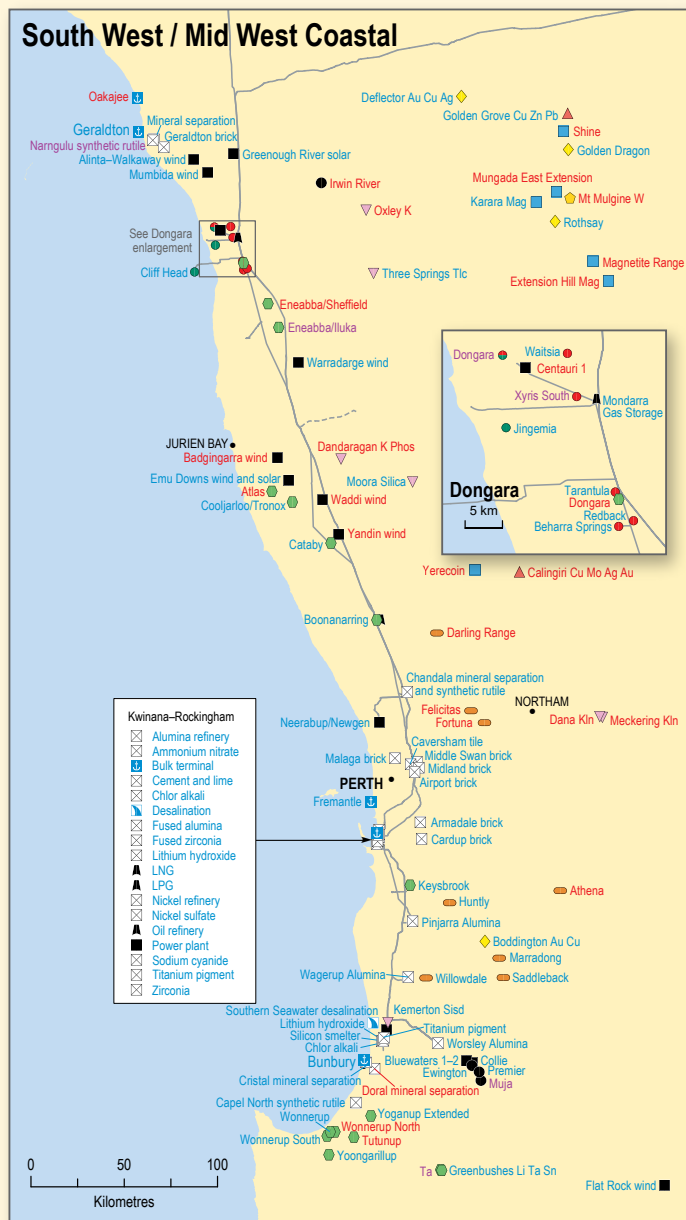 South West / Mid West Coastal
Oakajee
Deflector Au Cu Ag
Golden Grove Cu Zn Pb
Geraldton
Mineral separation
Geraldton brick
Shine
Narngulu synthetic rutile
Golden Dragon
Alinta–Walkaway wind
Greenough River solar
Mumbida wind
Irwin River
Mungada East Extension
Karara Mag
Mt Mulgine W
Oxley K
Rothsay
See Dongara
enlargement
Cliff Head
Three Springs Tlc
Magnetite Range
Extension Hill Mag
Eneabba/Sheffield
Eneabba/Iluka
Warradarge wind
Dongara
Waitsia
Centauri 1
Xyris South
Mondarra
Gas Storage
Jingemia
Tarantula
Dongara
Redback
Beharra Springs
Dongara
5 km
JURIEN BAY
Badgingarra wind
Dandaragan K Phos
Emu Downs wind and solar
Moora Silica
Atlas
Cooljarloo/Tronox
Waddi wind
Yandin wind
Cataby
Yerecoin
Calingiri Cu Mo Ag Au
Boonanarring
Darling Range
Chandala mineral separation
and synthetic rutile
NORTHAM
Felicitas
Fortuna
Dana Kln
Meckering Kln
Neerabup/Newgen
Caversham tile
Malaga brick
Middle Swan brick
Midland brick
PERTH
Airport brick
Fremantle
Armadale brick
Cardup brick
Kwinana–Rockingham
Alumina refinery
Ammonium nitrate
Bulk terminal
Cement and lime
Chlor alkali
Desalination
Fused alumina
Fused zirconia
Lithium hydroxide
LNG
LPG
Nickel refinery
Nickel sulfate
Oil refinery
Power plant
Sodium cyanide
Titanium pigment
Zirconia
Keysbrook
Athena
Huntly
Pinjarra Alumina
Boddington Au Cu
Marradong
Wagerup Alumina
Willowdale
Saddleback
Southern Seawater desalination
Kemerton Sisd
Lithium hydroxide
Titanium pigment
Silicon smelter
Chlor alkali
Worsley Alumina
Bunbury
Bluewaters 1–2
Collie
Ewington
Premier
Cristal mineral separation
Doral mineral separation
Muja
Capel North synthetic rutile
Yoganup Extended
Wonnerup
Wonnerup North
Wonnerup South
Tutunup
Yoongarillup
Ta
Greenbushes Li Ta Sn
Flat Rock wind
0 50 100
Kilometres